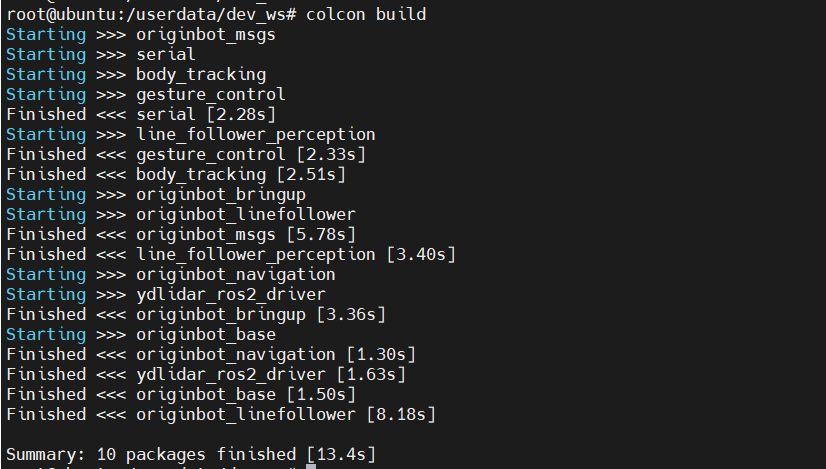 root@ubuntu:/userdata/dev_ws# colcon build
Starting >>> originbot_msgs
Starting >>> serial
Starting >>> body_tracking
Starting >>> gesture_control
Finished <<< serial [2.28s]
Starting >>> line_follower_perception
Finished <<< gesture_control [2.33s]
Finished <<< body_tracking [2.51s]
Starting >>> originbot_bringup
Starting >>> originbot_linefollower
Finished <<< originbot_msgs [5.78s]
Finished <<< line_follower_perception [3.40s]
Starting >>> originbot_navigation
Starting >>> ydlidar_ros2_driver
Finished <<< originbot_bringup [3.36s]
Starting >>> originbot_base
Finished <<< originbot_navigation [1.30s]
Finished <<< ydlidar_ros2_driver [1.63s]
Finished <<< originbot_base [1.50s]
Finished <<< originbot_linefollower [8.18s]
Summary: 10 packages finished [13.4s]